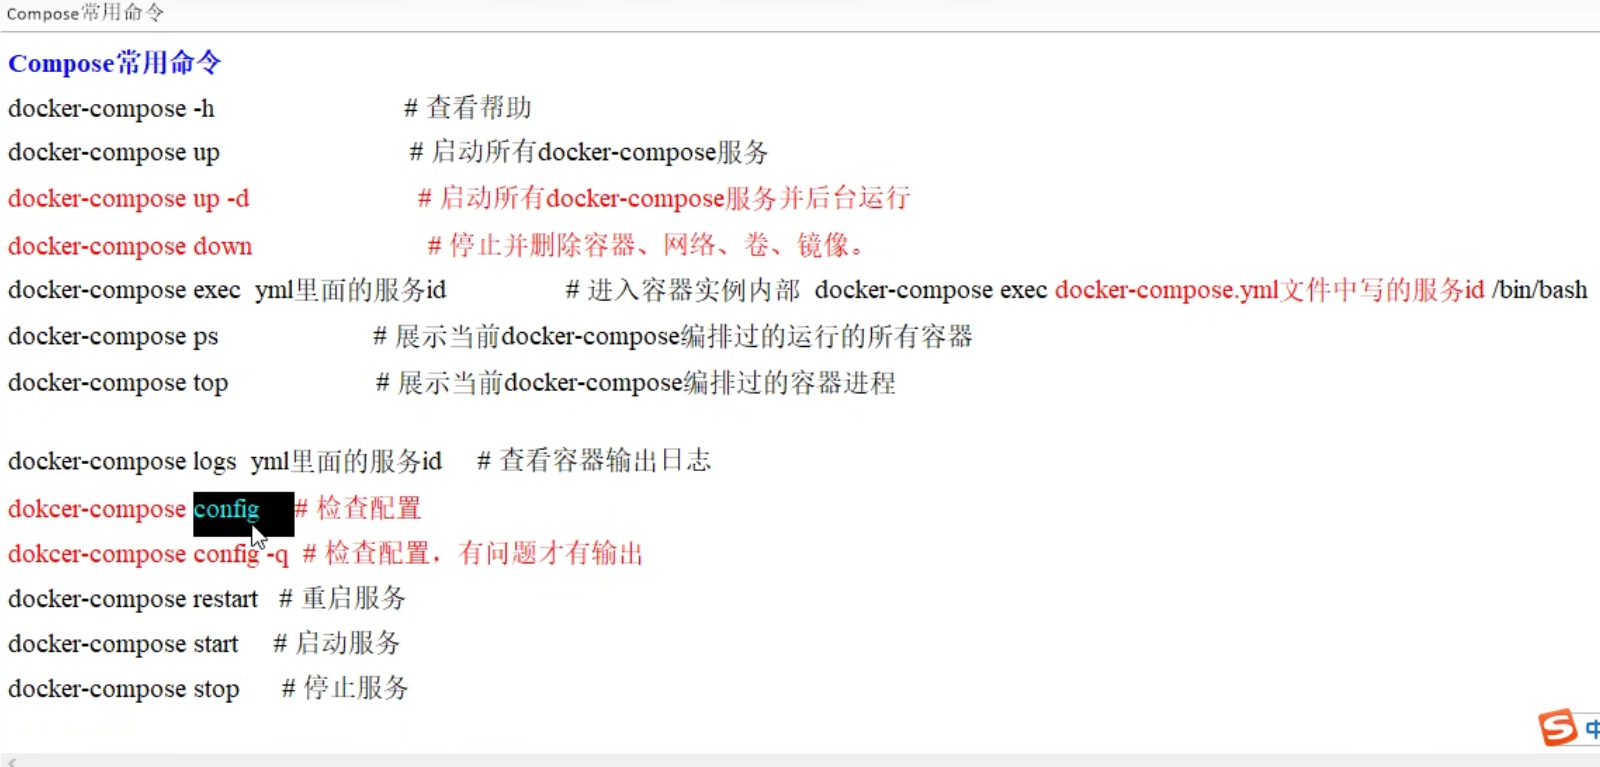 Compose常用命令
Compose常用命令
docker-compose -h # 查看帮助
docker-compose up # 启动所有docker-compose服务
docker-compose up -d # 启动所有docker-compose服务并后台运行
docker-compose down # 停止并删除容器、网络、卷、镜像。
docker-compose exec yml里面的服务id # 进入容器实例内部 docker-compose exec docker-compose.yml文件中写的服务id /bin/bash
docker-compose ps # 展示当前docker-compose编排过的运行的所有容器
docker-compose top # 展示当前docker-compose编排过的容器进程
docker-compose logs yml里面的服务id # 查看容器输出日志
dokcer-compose config # 检查配置
dokcer-compose config -q # 检查配置，有问题才有输出
docker-compose restart # 重启服务
docker-compose start # 启动服务
docker-compose stop # 停止服务
S 中